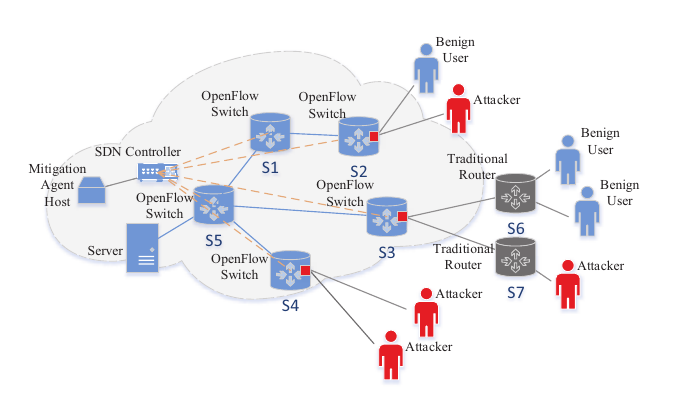 Benign
User
Attacker
OpenFlow
Switch
S1
OpenFlow
Switch
S2
SDN Controller
Mitigation
Agent
Host
OpenFlow
Switch
S5
Server
OpenFlow
Switch
S3
OpenFlow
Switch
S4
Traditional
Router
S6
Benign
User
Benign
User
Traditional
Router
S7
Attacker
Attacker
Attacker